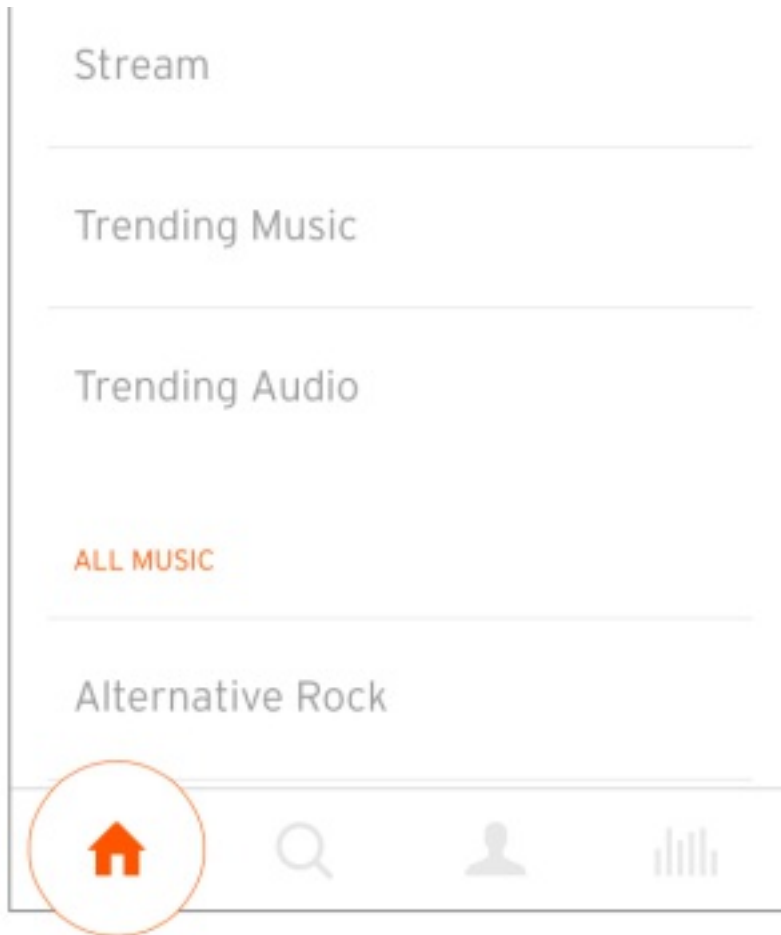 Stream
Trending Music
Trending Audio
ALL MUSIC
Alternative Rock